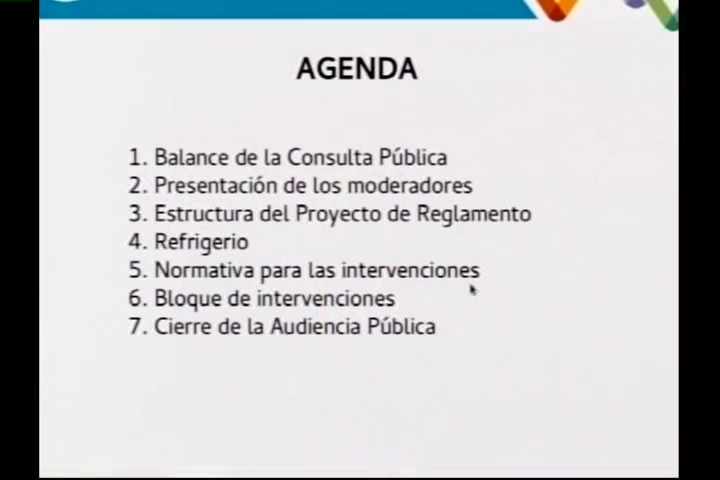 AGENDA
1. Balance de la Consulta Pública
2. Presentación de los moderadores
3. Estructura del Proyecto de Reglamento
4. Refrigerio
5. Normativa para las intervenciones
6. Bloque de intervenciones
7. Cierre de la Audiencia Pública